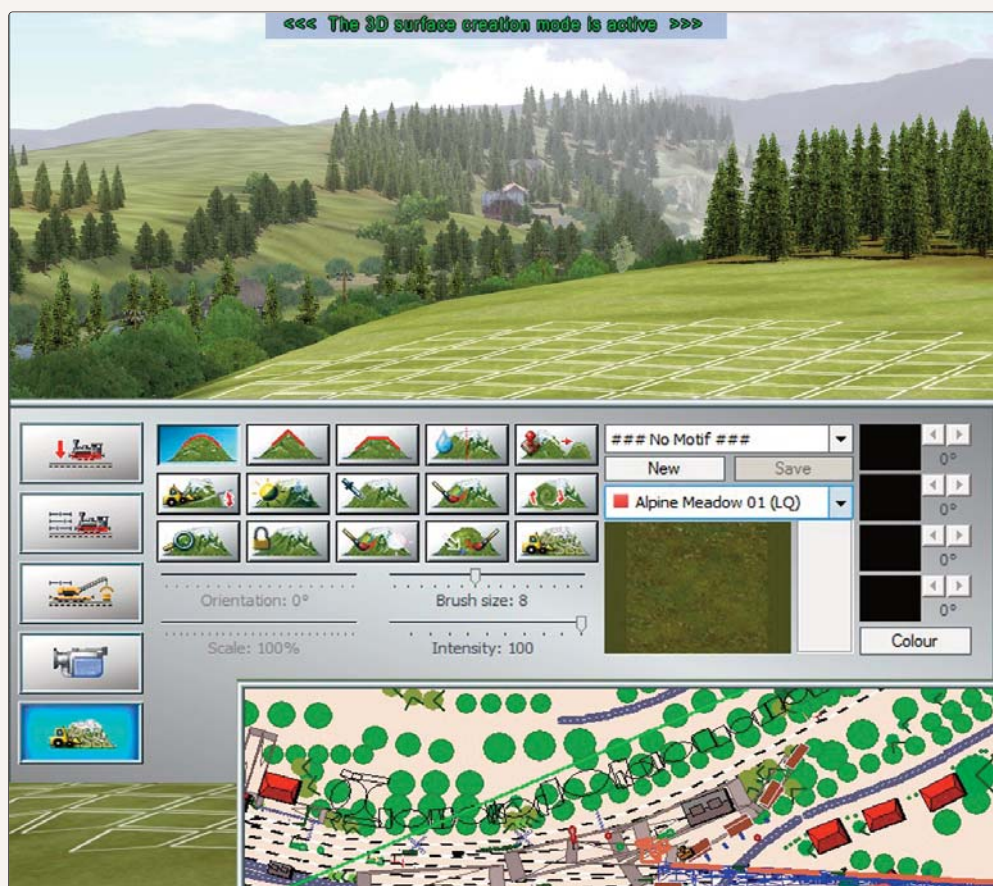 <<< The 3D surface creation mode is active >>>
### No Motif ###
New Save
Alpine Meadow 01 (LQ)
0°
0°
0°
0°
Colour
Orientation: 0° Brush size: 8
Scale: 100% Intensity: 100